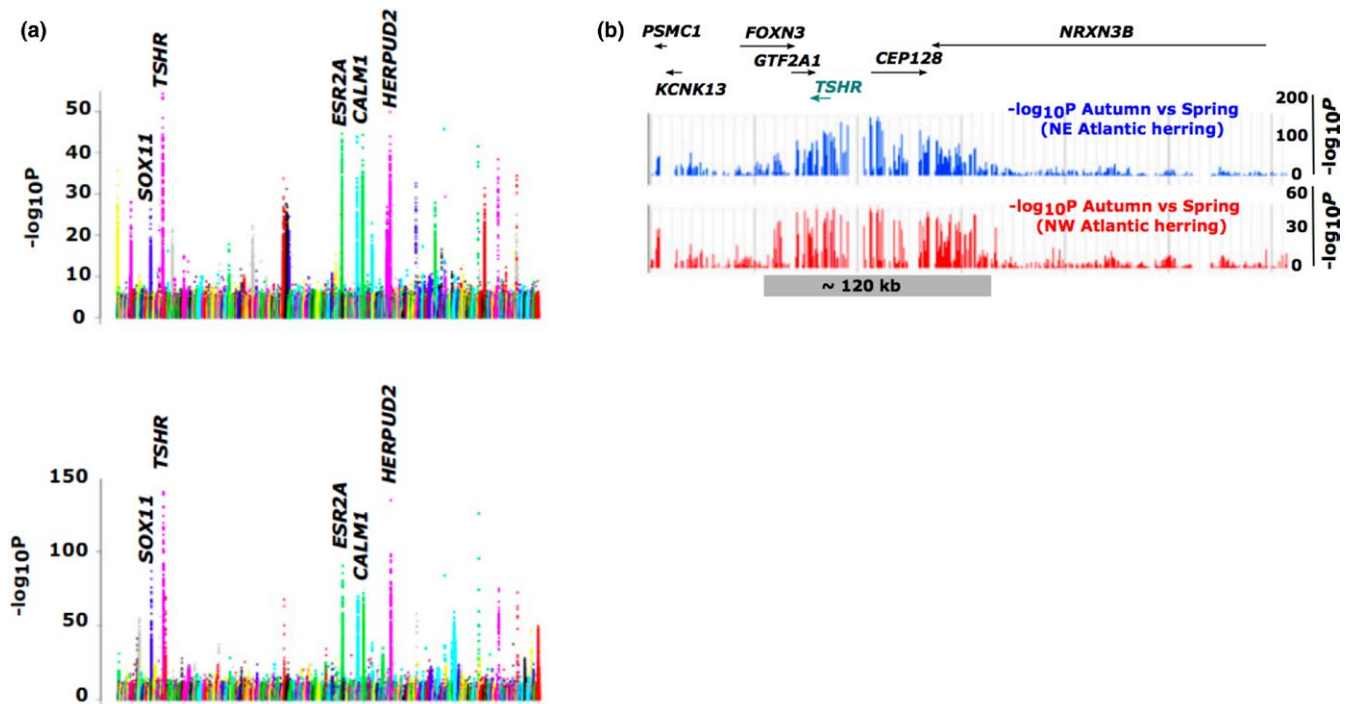 (a)
-log10P
50
40
30
20
10
0
SOX11
TSHR
ESR2A
CALM1
HERPUD2
-log10P
150
100
50
0
SOX11
TSHR
ESR2A
CALM1
HERPUD2
(b)
PSMC1
FOXN3
NRXN3B
GTF2A1
CEP128
KCNK13
TSHR
-log10P Autumn vs Spring
(NE Atlantic herring)
200
100
0
-log10P
-log10P Autumn vs Spring
(NW Atlantic herring)
60
30
0
-log10P
~ 120 kb